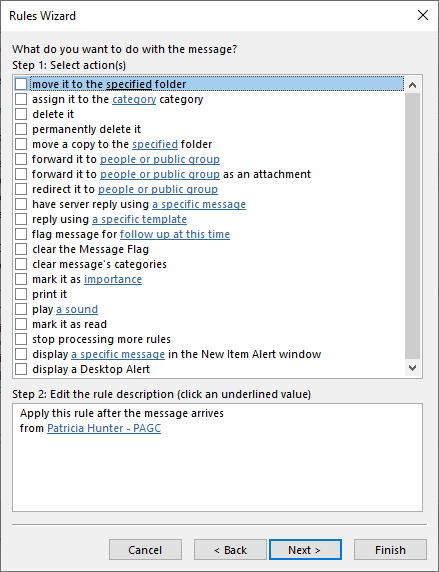 Rules Wizard
What do you want to do with the message?
Step 1: Select action(s)
move it to the specified folder
assign it to the category category
delete it
permanently delete it
move a copy to the specified folder
forward it to people or public group
forward it to people or public group as an attachment
redirect it to people or public group
have server reply using a specific message
reply using a specific template
flag message for follow up at this time
clear the Message Flag
clear message's categories
mark it as importance
print it
play a sound
mark it as read
stop processing more rules
display a specific message in the New Item Alert window
display a Desktop Alert
Step 2: Edit the rule description (click an underlined value)
Apply this rule after the message arrives
from Patricia Hunter - PAGC
Cancel
< Back
Next >
Finish